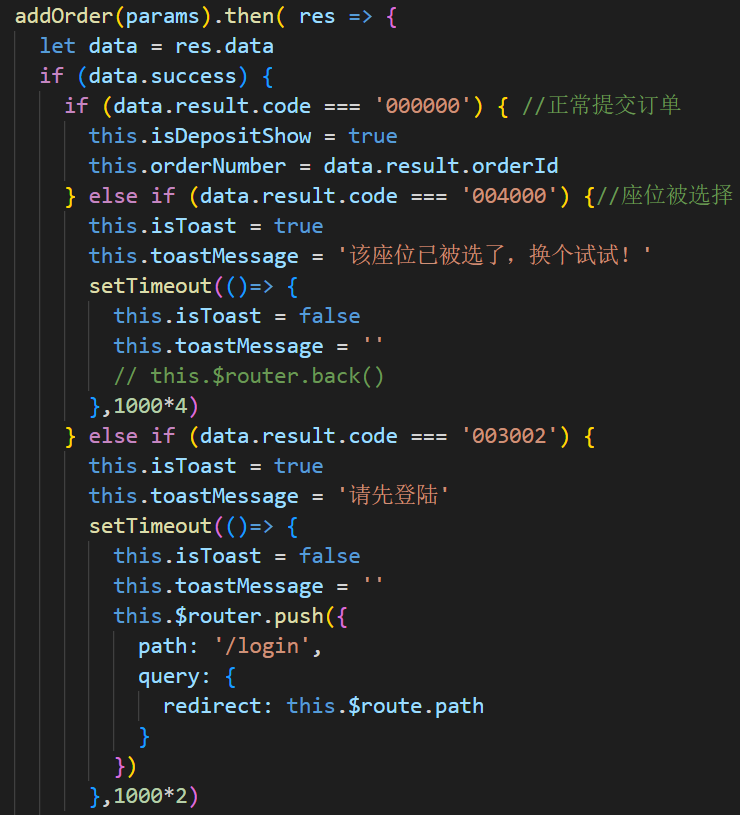 addOrder(params).then( res => {
  let data = res.data
  if (data.success) {
    if (data.result.code === '000000') { //正常提交订单
      this.isDepositShow = true
      this.orderNumber = data.result.orderId
    } else if (data.result.code === '004000') {//座位被选择
      this.isToast = true
      this.toastMessage = '该座位已被选了，换个试试！'
      setTimeout(()=> {
        this.isToast = false
        this.toastMessage = ''
        // this.$router.back()
      },1000*4)
    } else if (data.result.code === '003002') {
      this.isToast = true
      this.toastMessage = '请先登陆'
      setTimeout(()=> {
        this.isToast = false
        this.toastMessage = ''
        this.$router.push({
          path: '/login',
          query: {
            redirect: this.$route.path
          }
        })
      },1000*2)